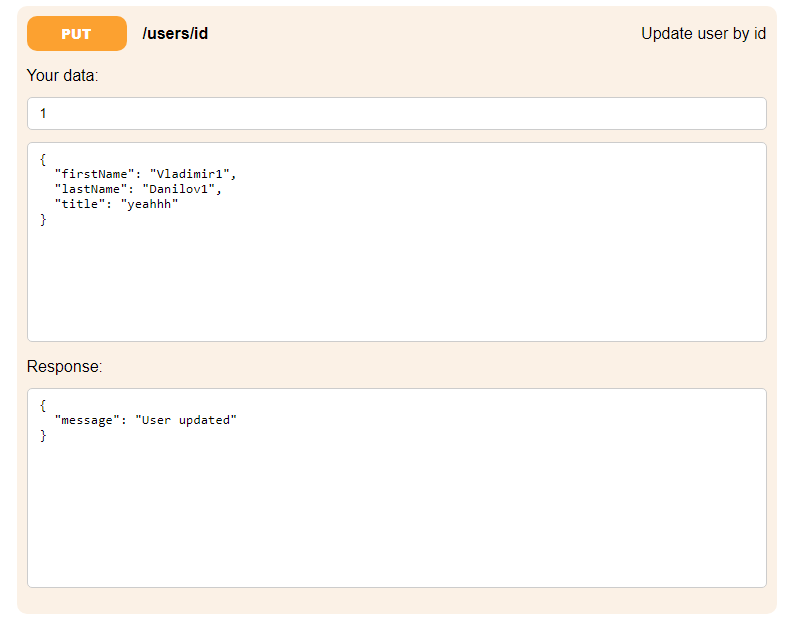 PUT /users/id Update user by id
Your data:
1
{
  "firstName": "Vladimir1",
  "lastName": "Danilov1",
  "title": "yeahhh"
}
Response:
{
  "message": "User updated"
}